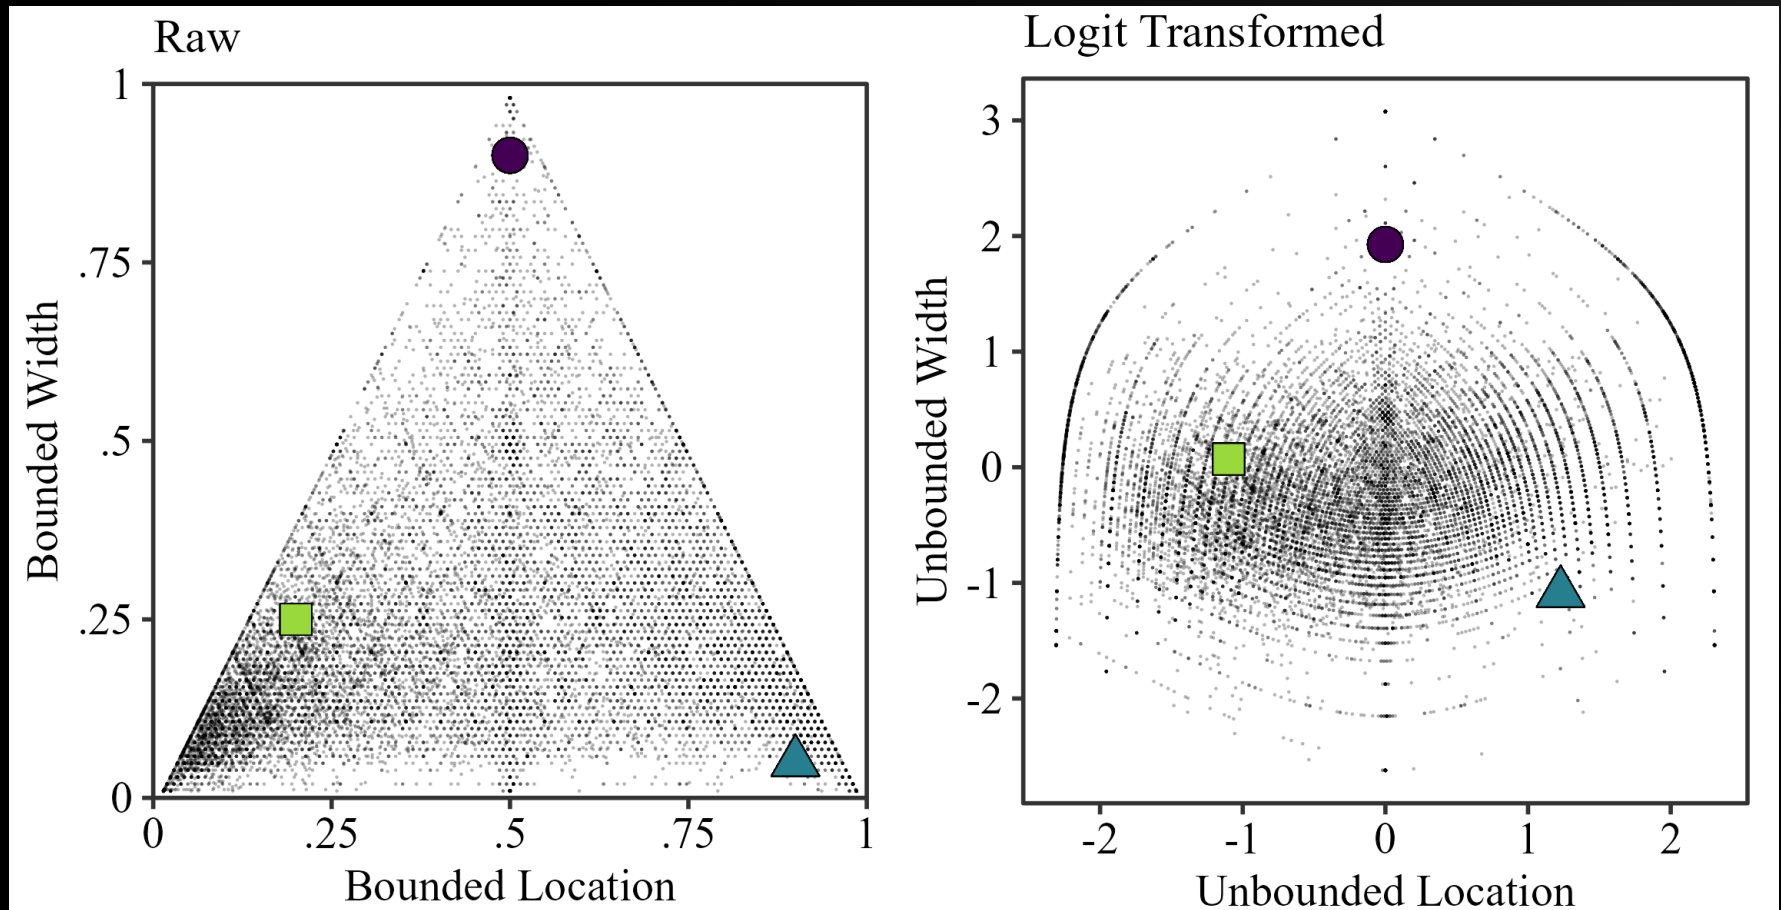 Raw
1
.75
.5
.25
0
0 .25 .5 .75 1
Bounded Width
Bounded Location
Logit Transformed
3
2
1
0
-1
-2
-2 -1 0 1 2
Unbounded Width
Unbounded Location